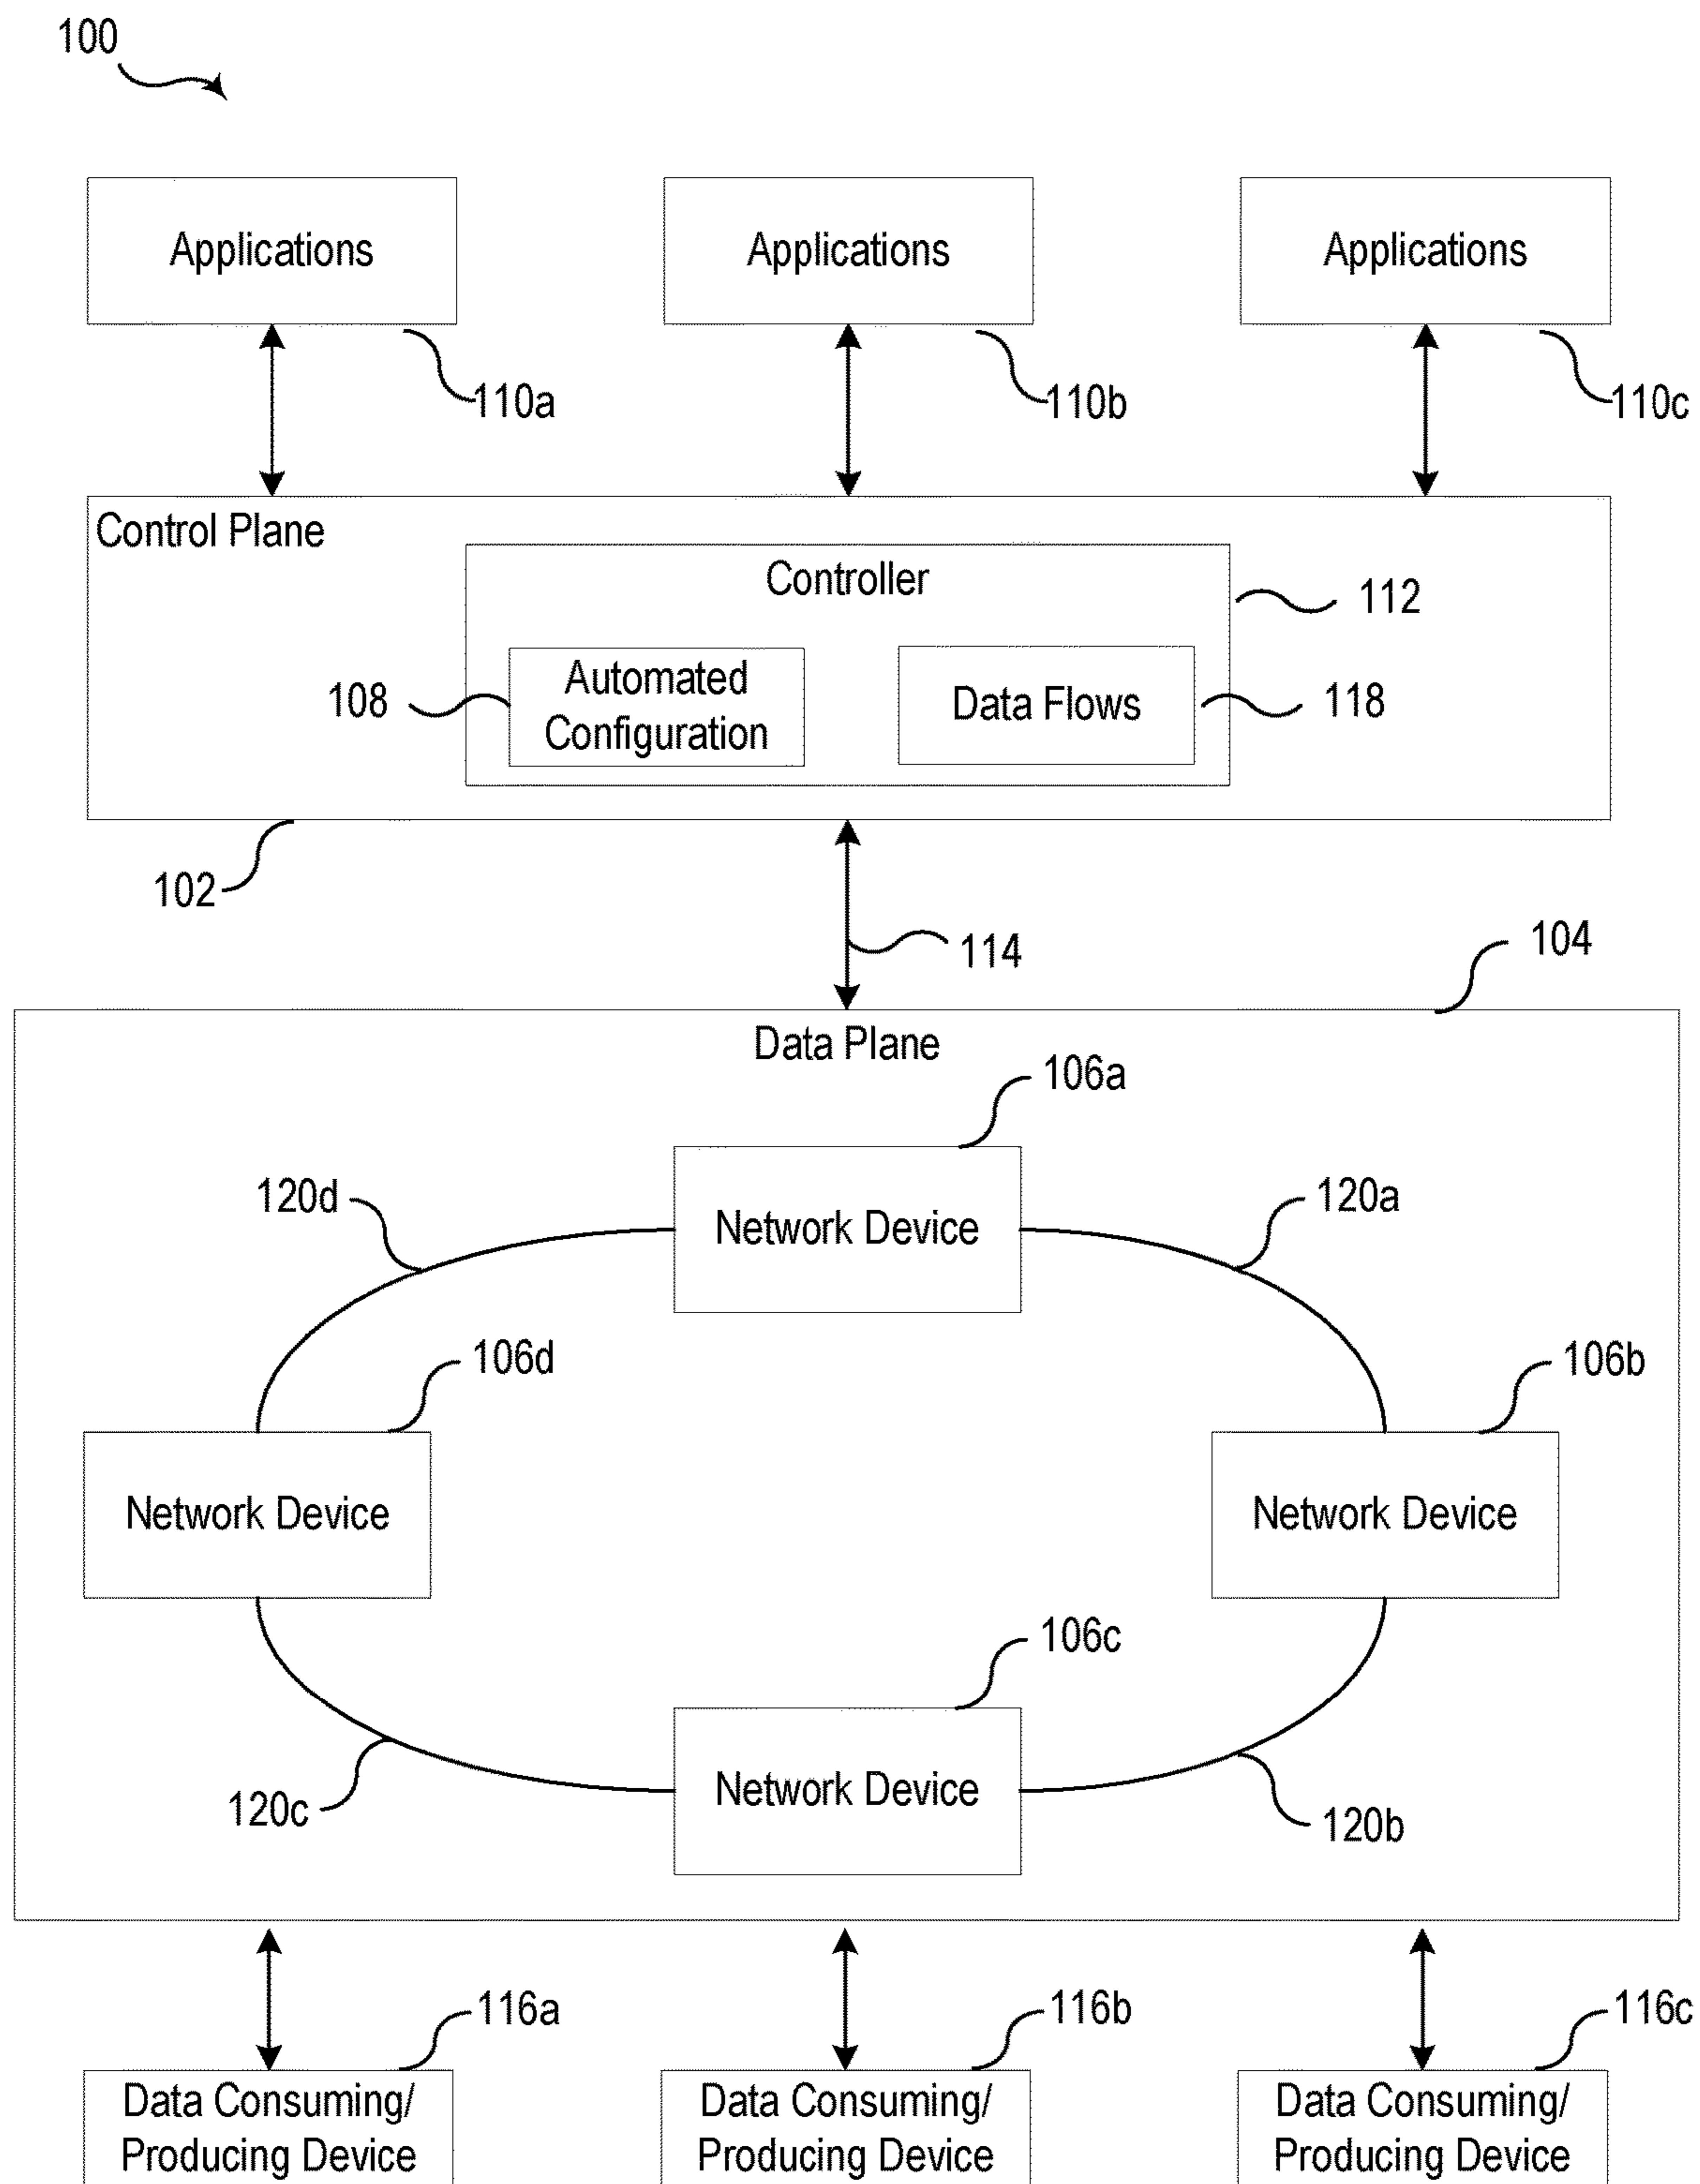 100
Applications
Applications
Applications
110a
110b
110c
Control Plane
Controller
112
108
Automated
Configuration
Data Flows
118
102
114
104
Data Plane
106a
120d
120a
Network Device
106d
106b
Network Device
Network Device
106c
120c
Network Device
120b
116a
116b
116c
Data Consuming/
Producing Device
Data Consuming/
Producing Device
Data Consuming/
Producing Device